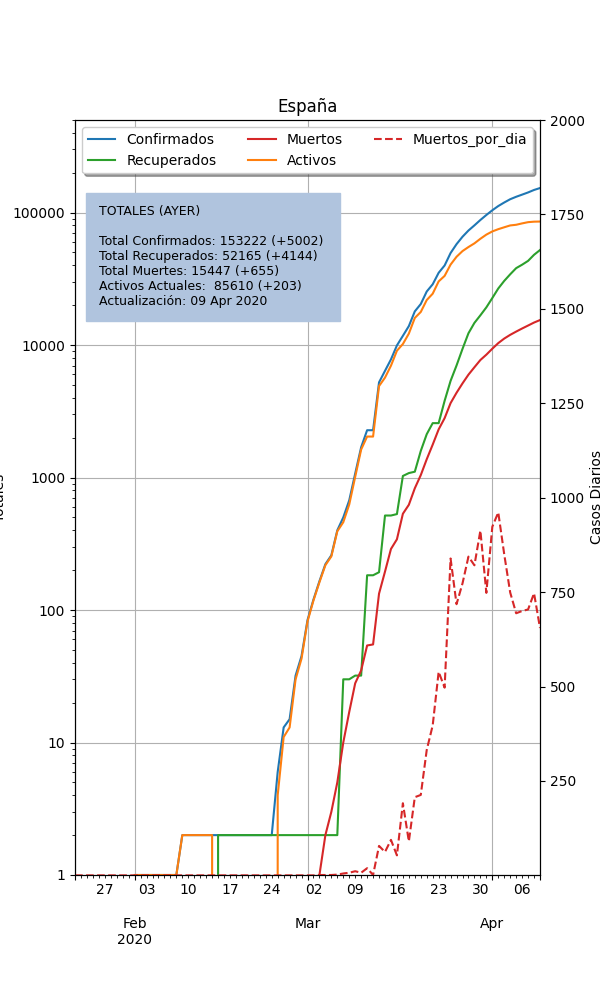 España
Confirmados
Recuperados
Muertos
Activos
Muertos_por_dia
TOTALES (AYER)
Total Confirmados: 153222 (+5002)
Total Recuperados: 52165 (+4144)
Total Muertes: 15447 (+655)
Activos Actuales:  85610 (+203)
Actualización: 09 Apr 2020
100000
10000
1000
100
10
1
2000
1750
1500
1250
1000
750
500
250
Casos Diarios
27 03 10 17 24 02 09 16 23 30 06
Feb Mar Apr
2020